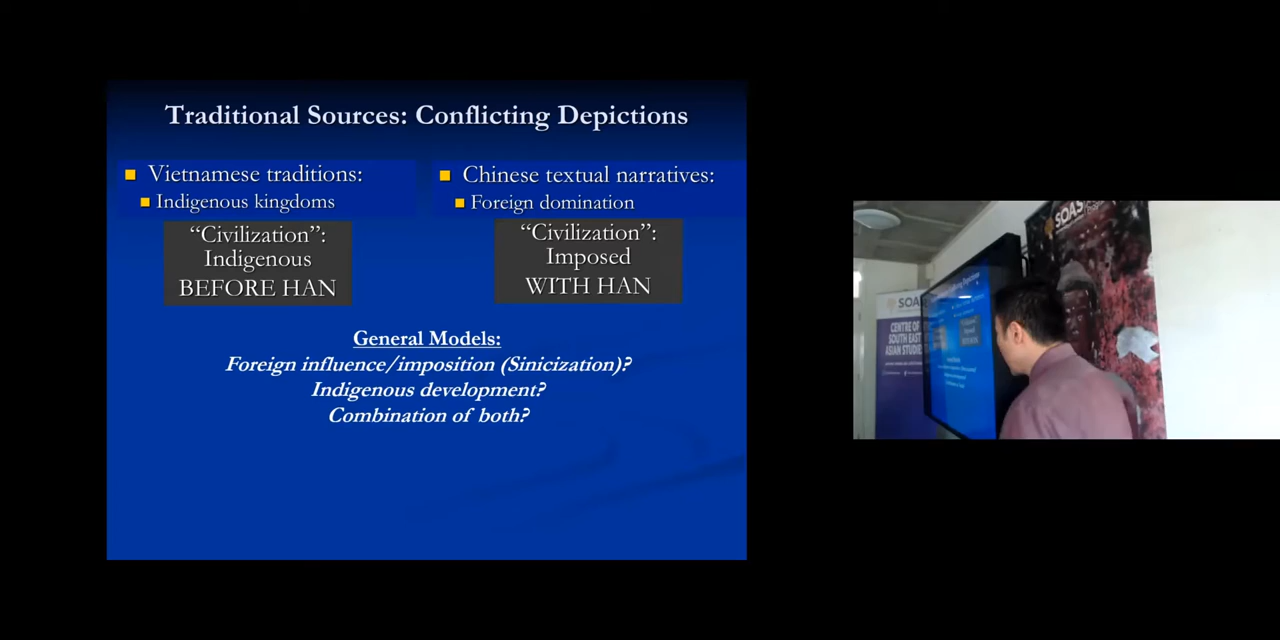 Traditional Sources: Conflicting Depictions
Vietnamese traditions:
Indigenous kingdoms
“Civilization”:
Indigenous
BEFORE HAN
Chinese textual narratives:
Foreign domination
“Civilization”:
Imposed
WITH HAN
General Models:
Foreign influence/imposition (Sinicization)?
Indigenous development?
Combination of both?
SOAS
CENTRE OF
SOUTH EAST
ASIAN STUDIES
SOAS